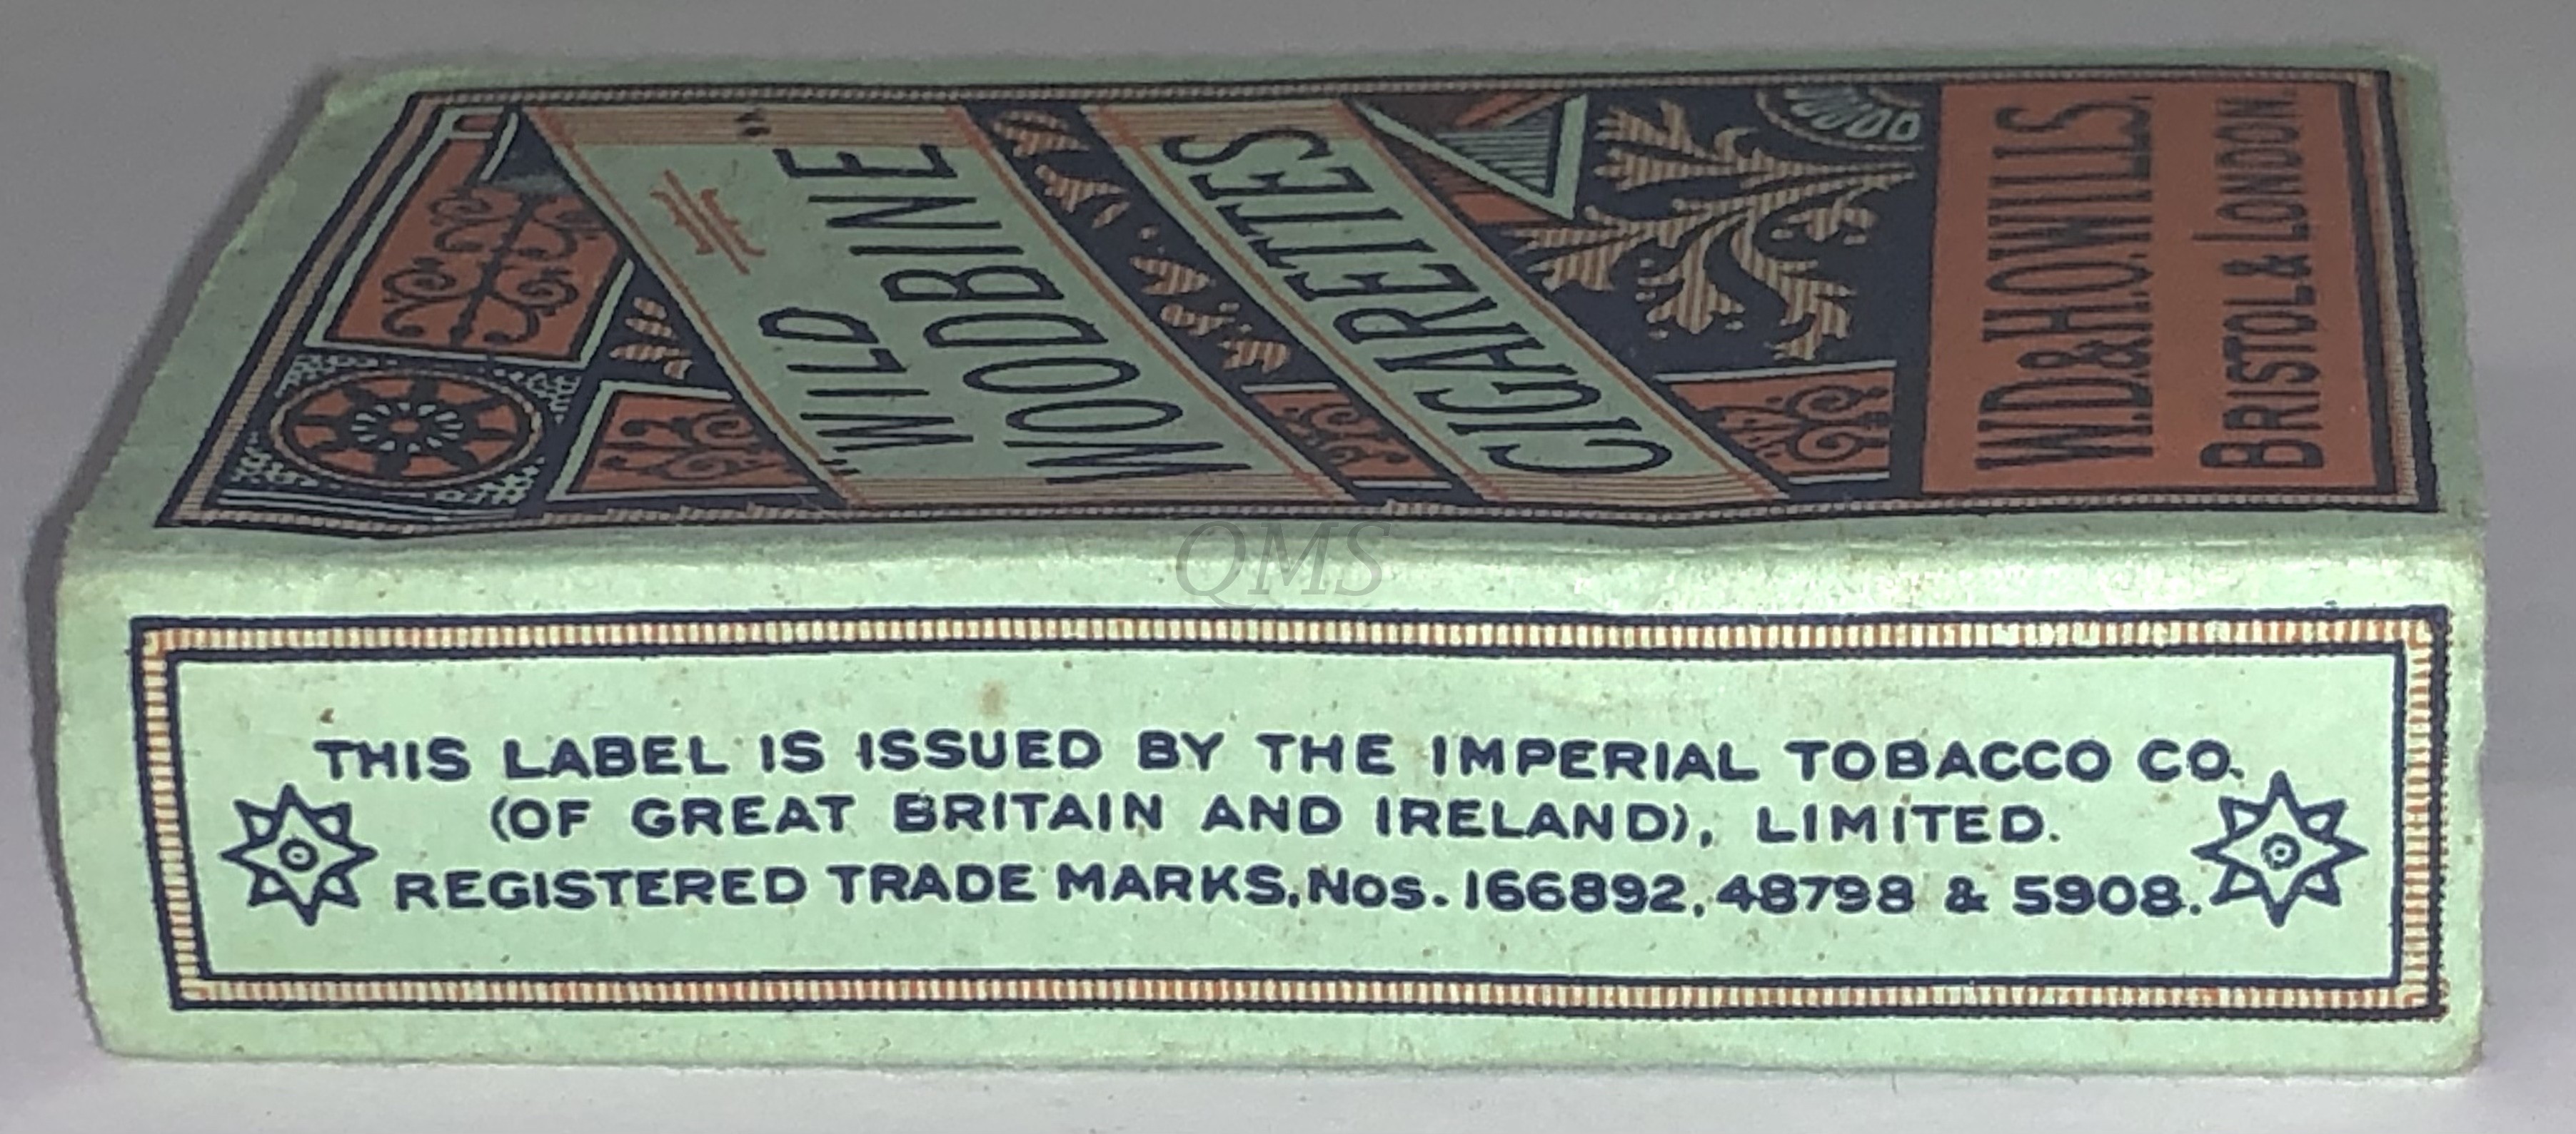 "WILD
WOODBINE"
CIGARETTES
W.D. & H.O. WILLS.
BRISTOL & LONDON.
QMS
THIS LABEL IS ISSUED BY THE IMPERIAL TOBACCO CO.
(OF GREAT BRITAIN AND IRELAND), LIMITED.
REGISTERED TRADE MARKS, Nos. 166892, 48798 & 5908.